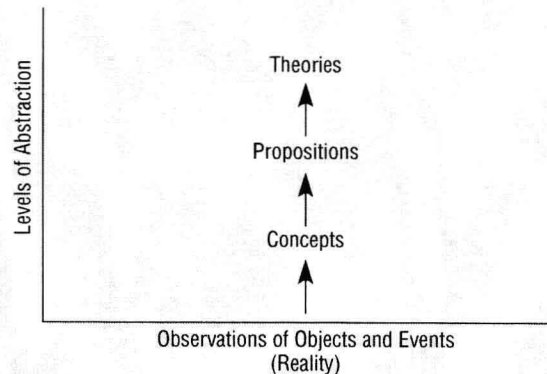 Theories
Propositions
Concepts
Levels of Abstraction
Observations of Objects and Events
(Reality)